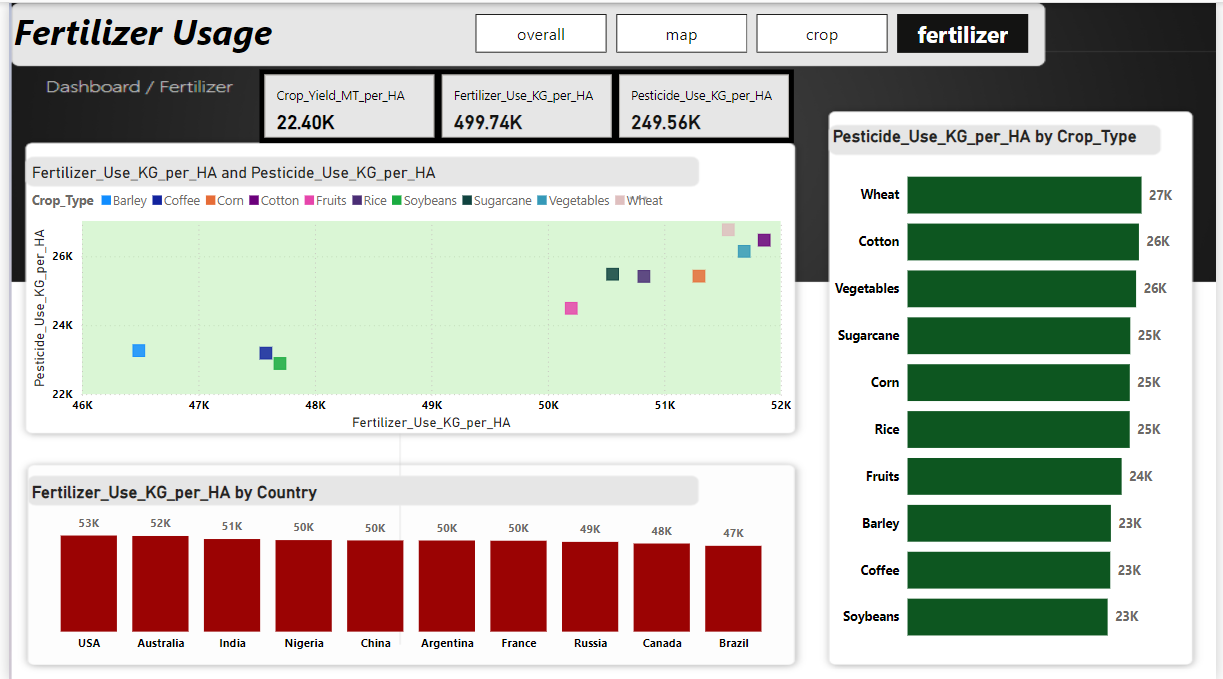 Fertilizer Usage
overall
map
crop
fertilizer
Dashboard / Fertilizer
Crop_Yield_MT_per_HA
22.40K
Fertilizer_Use_KG_per_HA
499.74K
Pesticide_Use_KG_per_HA
249.56K
Fertilizer_Use_KG_per_HA and Pesticide_Use_KG_per_HA
Crop_Type Barley Coffee Corn Cotton Fruits Rice Soybeans Sugarcane Vegetables Wheat
Pesticide_Use_KG_per_HA
26K
24K
22K
46K 47K 48K 49K 50K 51K 52K
Fertilizer_Use_KG_per_HA
Fertilizer_Use_KG_per_HA by Country
53K 52K 51K 50K 50K 50K 50K 49K 48K 47K
USA Australia India Nigeria China Argentina France Russia Canada Brazil
Pesticide_Use_KG_per_HA by Crop_Type
Wheat 27K
Cotton 26K
Vegetables 26K
Sugarcane 25K
Corn 25K
Rice 25K
Fruits 24K
Barley 23K
Coffee 23K
Soybeans 23K